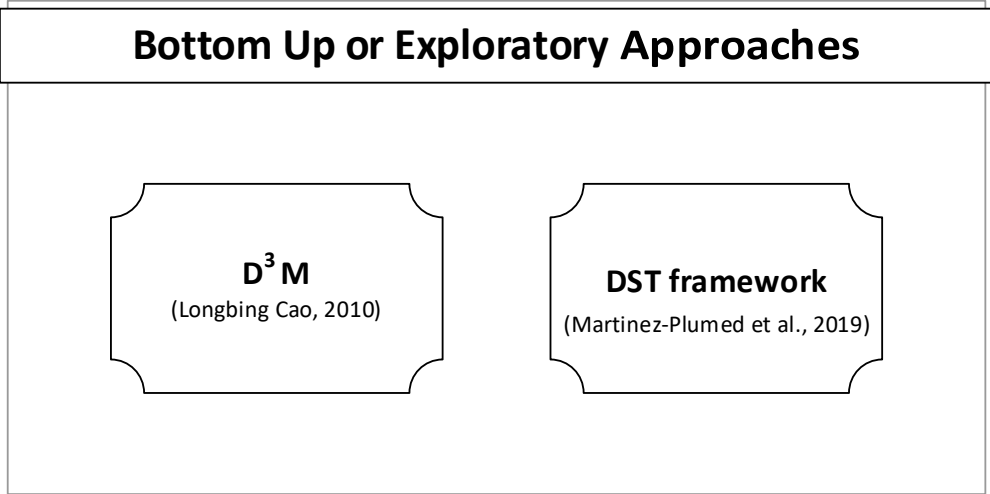 Bottom Up or Exploratory Approaches
D³ M
(Longbing Cao, 2010)
DST framework
(Martinez-Plumed et al., 2019)